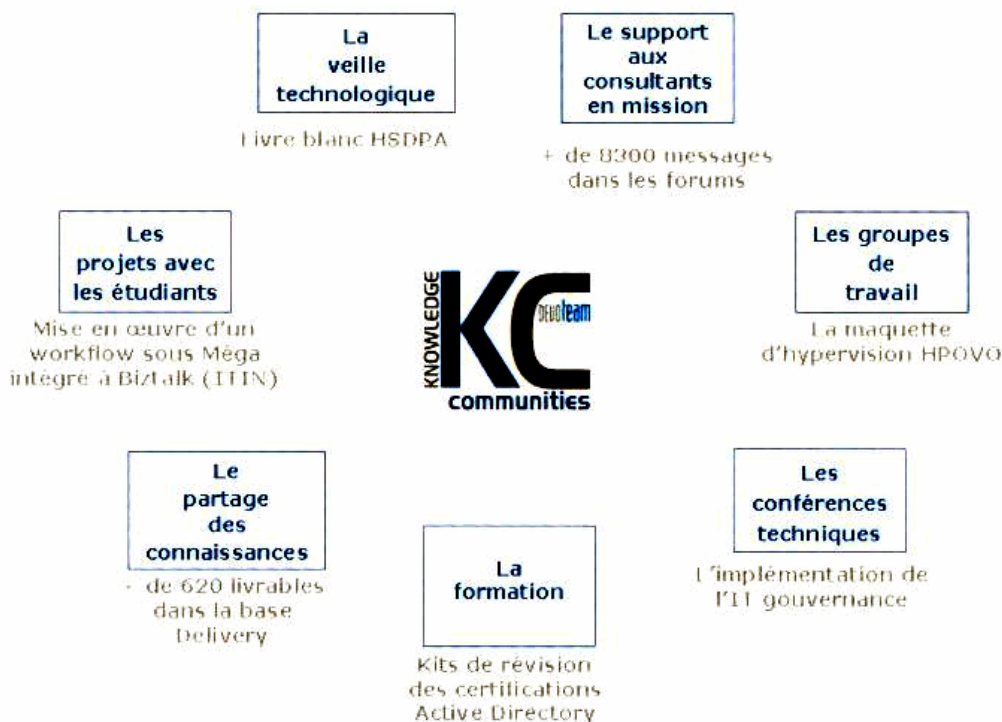 La
veille
technologique
Livre blanc HSDPA
Le support
aux
consultants
en mission
+ de 8300 messages
dans les forums
Les
projets avec
les étudiants
Mise en œuvre d'un
workflow sous Méga
intégré à Biztalk (ITIN)
Les groupes
de
travail
La maquette
d'hypervision HPOVO
KNOWLEDGE
KC
DEVOTeam
communities
Le
partage
des
connaissances
- de 620 livrables
dans la base
Delivery
La
formation
Kits de révision
des certifications
Active Directory
Les
conférences
techniques
L'implémentation de
l'IT gouvernance